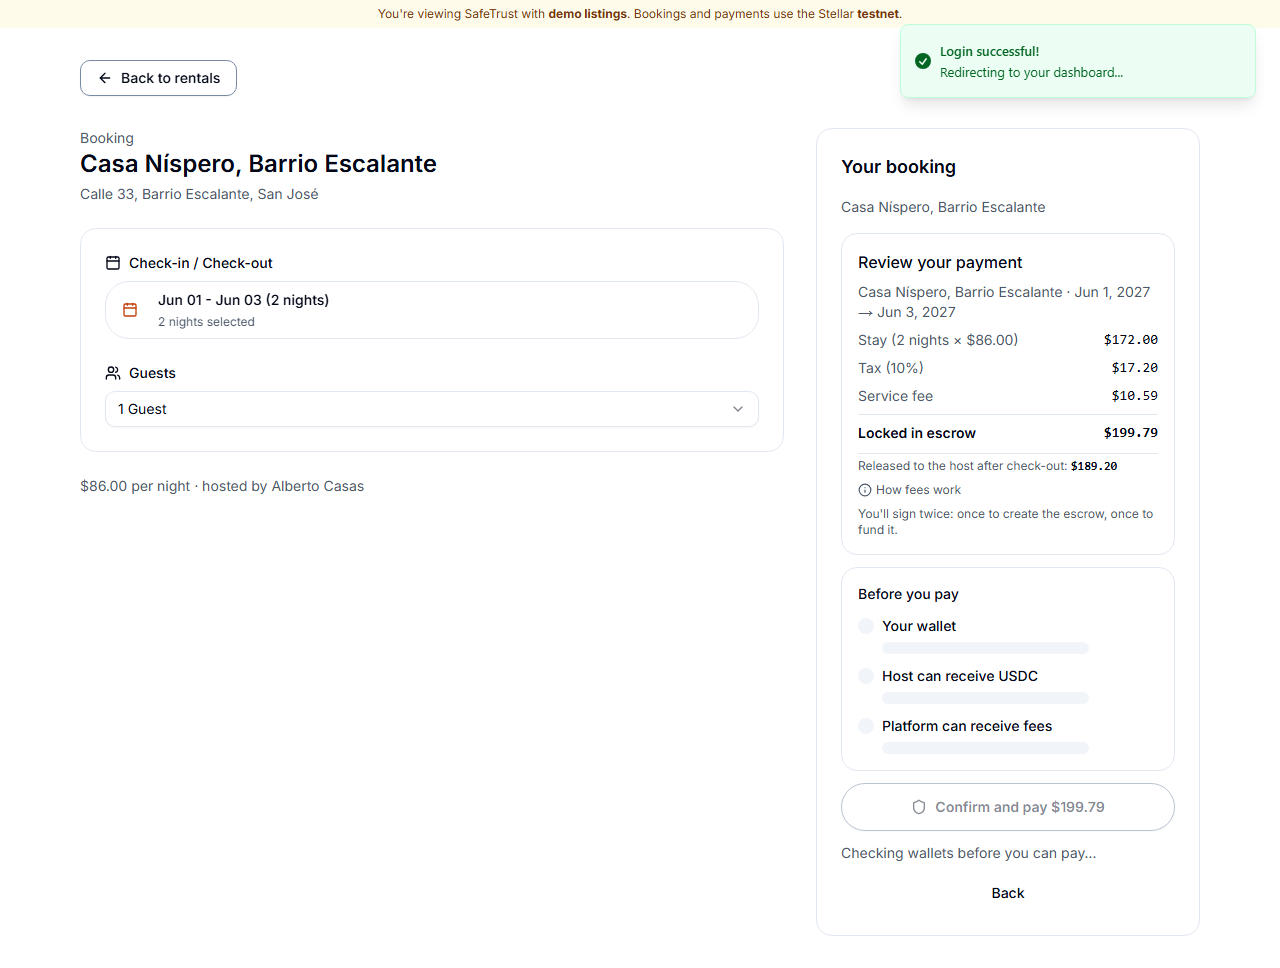 You're viewing SafeTrust with demo listings. Bookings and payments use the Stellar testnet.
Login successful!
Redirecting to your dashboard...
Back to rentals
Booking
Casa Níspero, Barrio Escalante
Calle 33, Barrio Escalante, San José
Check-in / Check-out
Jun 01 - Jun 03 (2 nights)
2 nights selected
Guests
1 Guest
$86.00 per night · hosted by Alberto Casas
Your booking
Casa Níspero, Barrio Escalante
Review your payment
Casa Níspero, Barrio Escalante · Jun 1, 2027
→ Jun 3, 2027
Stay (2 nights × $86.00) $172.00
Tax (10%) $17.20
Service fee $10.59
Locked in escrow $199.79
Released to the host after check-out: $189.20
How fees work
You'll sign twice: once to create the escrow, once to
fund it.
Before you pay
Your wallet
Host can receive USDC
Platform can receive fees
Confirm and pay $199.79
Checking wallets before you can pay...
Back